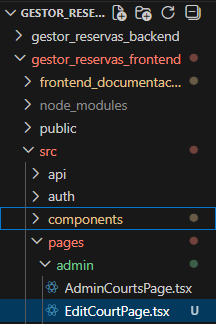 GESTOR_RESE...
gestor_reservas_backend
gestor_reservas_frontend
frontend_documentac...
node_modules
public
src
api
auth
components
pages
admin
AdminCourtsPage.tsx
EditCourtPage.tsx U